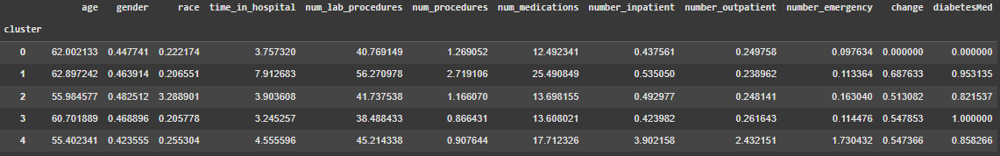 age gender race time_in_hospital num_lab_procedures num_procedures num_medications number_inpatient number_outpatient number_emergency change diabetesMed
cluster
0 62.002133 0.447741 0.222174 3.757320 40.769149 1.269052 12.492341 0.437561 0.249758 0.097634 0.000000 0.000000
1 62.897242 0.463914 0.206551 7.912683 56.270978 2.719106 25.490849 0.535050 0.238962 0.113364 0.687633 0.953135
2 55.984577 0.482512 3.288901 3.903608 41.737538 1.166070 13.698155 0.492977 0.248141 0.163040 0.513082 0.821537
3 60.701889 0.468896 0.205778 3.245257 38.488433 0.866431 13.608021 0.423982 0.261643 0.114476 0.547853 1.000000
4 55.402341 0.423555 0.255304 4.555596 45.214338 0.907644 17.712326 3.902158 2.432151 1.730432 0.547366 0.858266